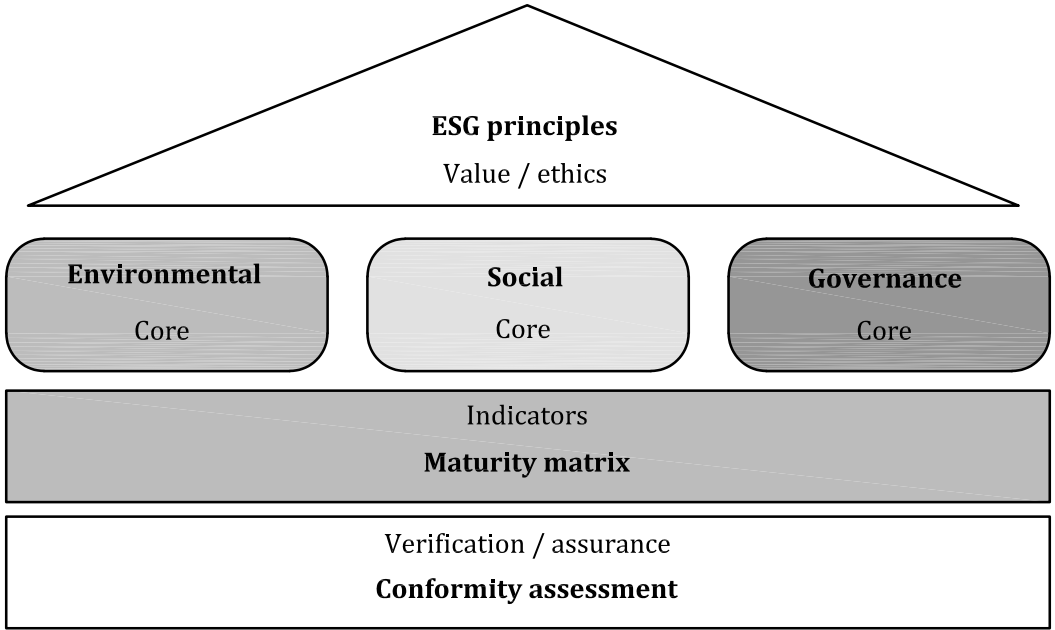 ESG principles
Value / ethics
Environmental
Core
Social
Core
Governance
Core
Indicators
Maturity matrix
Verification / assurance
Conformity assessment